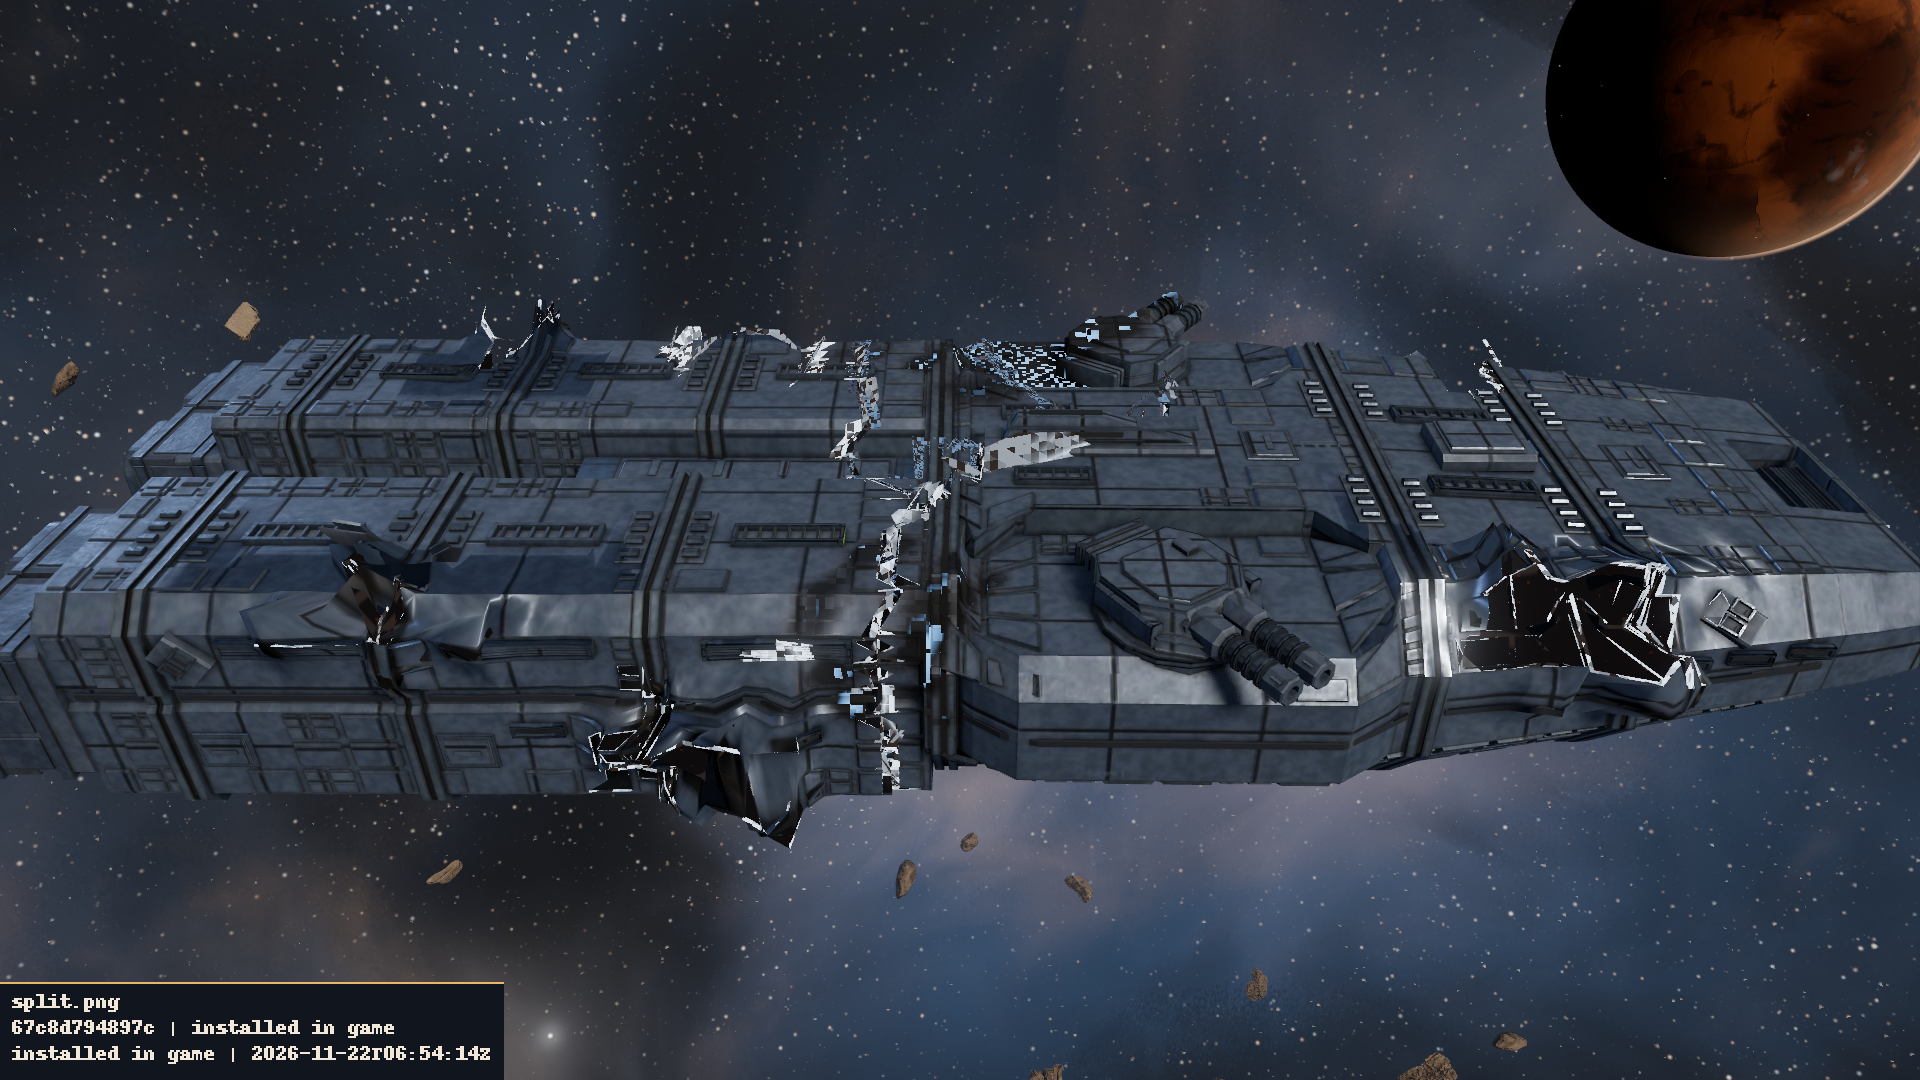 split.png
67c8d794897c | installed in game
installed in game | 2026-11-22T06:54:14Z